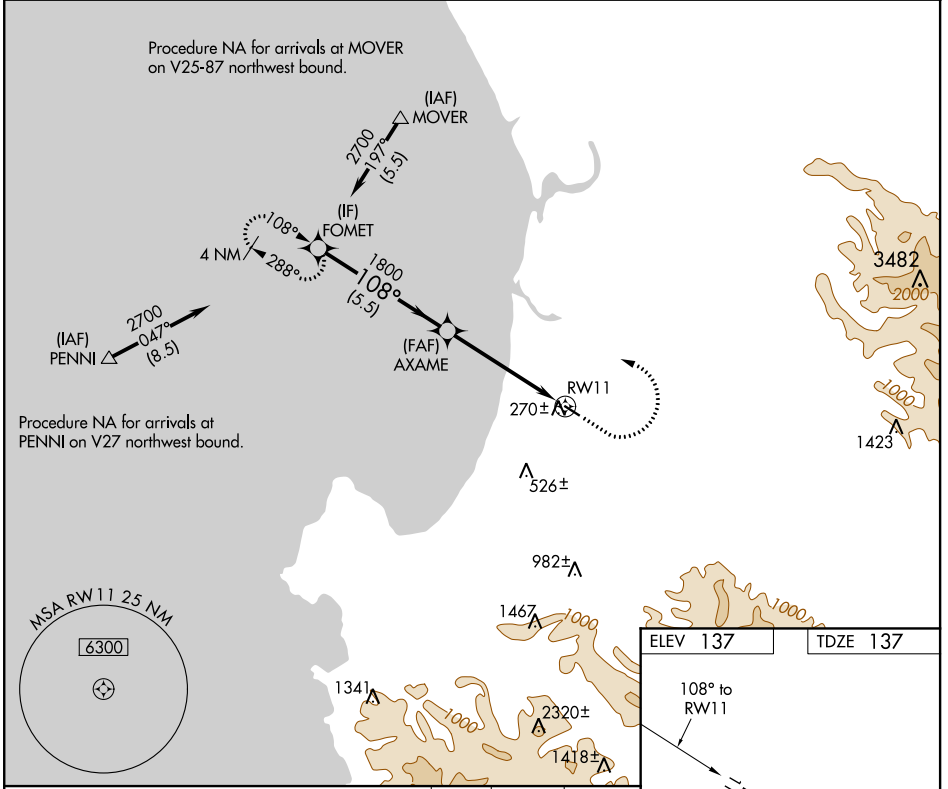 Procedure NA for arrivals at MOVER
on V25-87 northwest bound.
(IAF)
MOVER
2700
197°
(5.5)
(IF)
FOMET
108°
4 NM
288°
1800
108°
(5.5)
3482
2000
2700
047°
(8.5)
(IAF)
PENNI
(FAF)
AXAME
RW11
270±
1000
1423
Procedure NA for arrivals at
PENNI on V27 northwest bound.
526±
982±
MSA RW11 25 NM
6300
1467
1000
1000
ELEV 137
TDZE 137
108° to
RW11
1341
1000
2320±
1418±